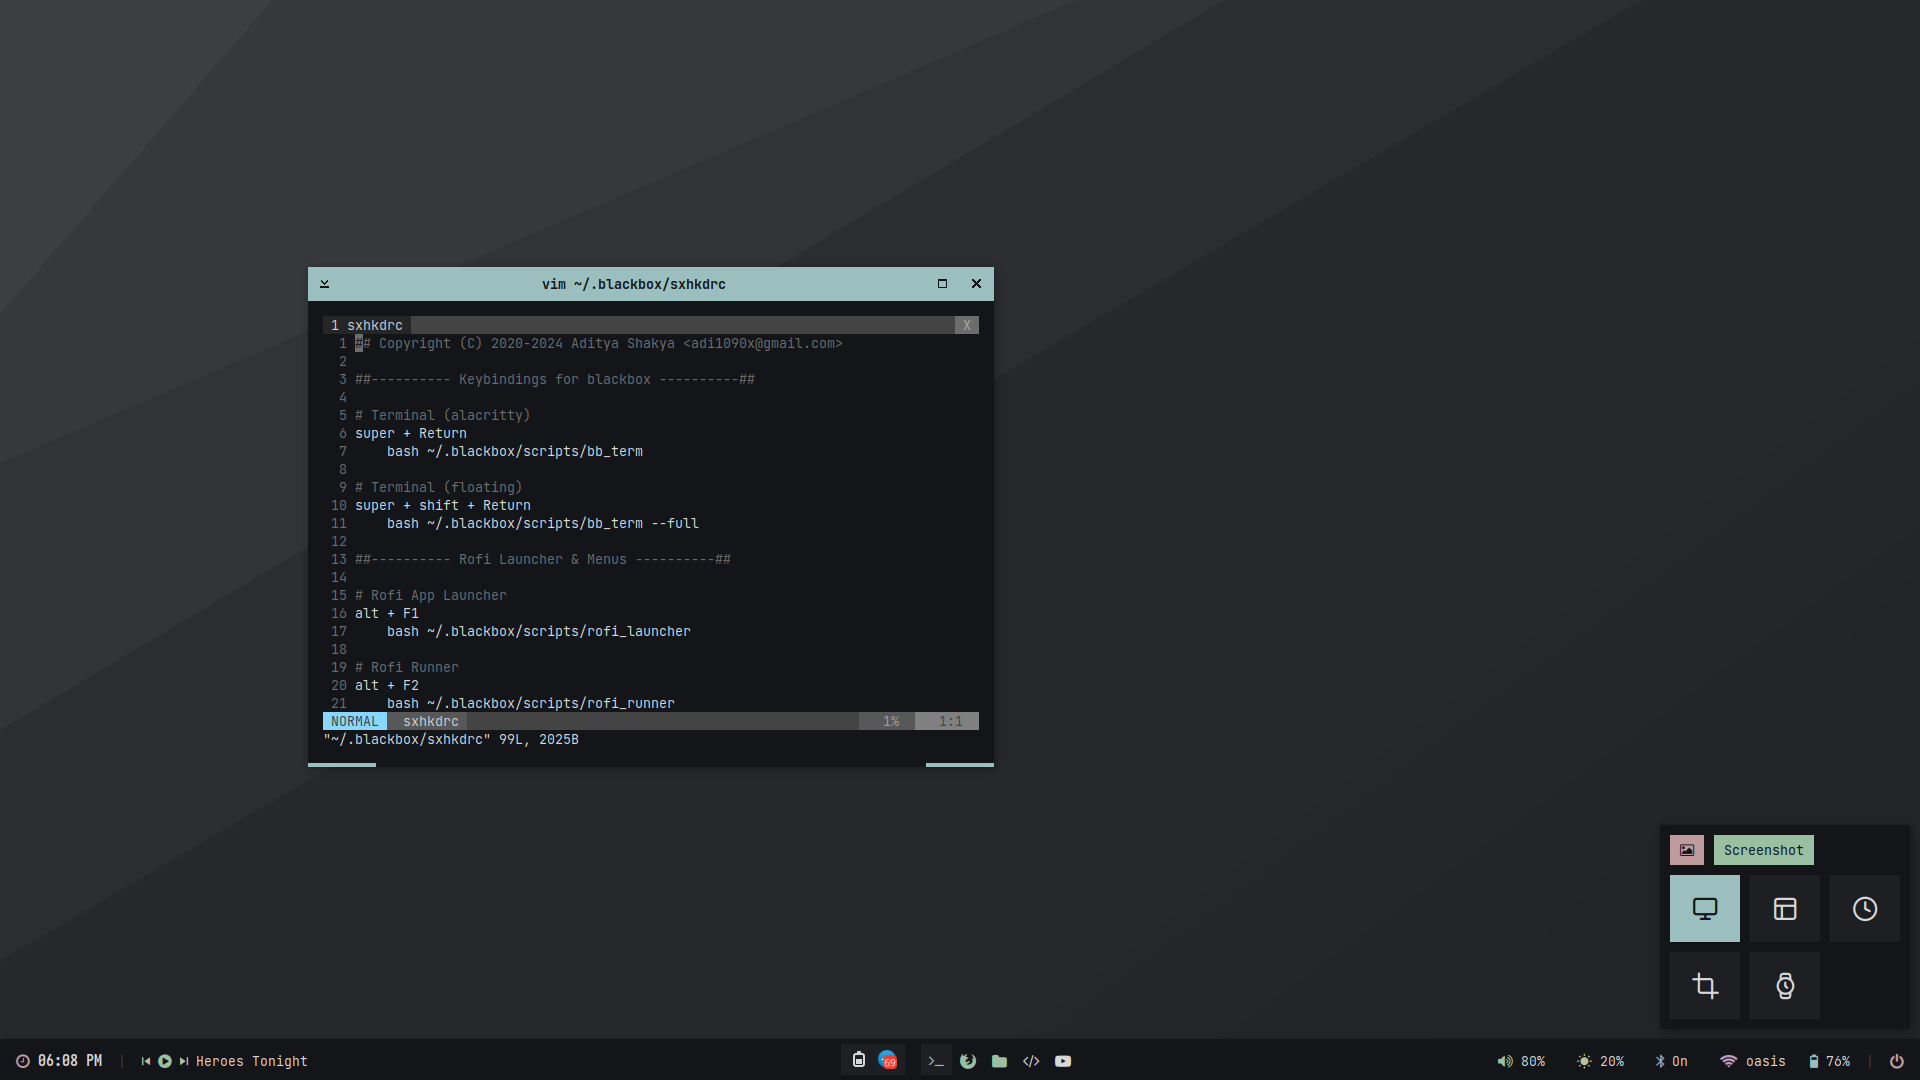 vim ~/.blackbox/sxhkdrc
1 sxhkdrc X
1 ## Copyright (C) 2020-2024 Aditya Shakya <adi1090x@gmail.com>
2
3 ##---------- Keybindings for blackbox ----------##
4
5 # Terminal (alacritty)
6 super + Return
7     bash ~/.blackbox/scripts/bb_term
8
9 # Terminal (floating)
10 super + shift + Return
11     bash ~/.blackbox/scripts/bb_term --full
12
13 ##---------- Rofi Launcher & Menus ----------##
14
15 # Rofi App Launcher
16 alt + F1
17     bash ~/.blackbox/scripts/rofi_launcher
18
19 # Rofi Runner
20 alt + F2
21     bash ~/.blackbox/scripts/rofi_runner
NORMAL sxhkdrc 1% 1:1
"~/.blackbox/sxhkdrc" 99L, 2025B
Screenshot
06:08 PM | Heroes Tonight 69 80% 20% On oasis 76% |